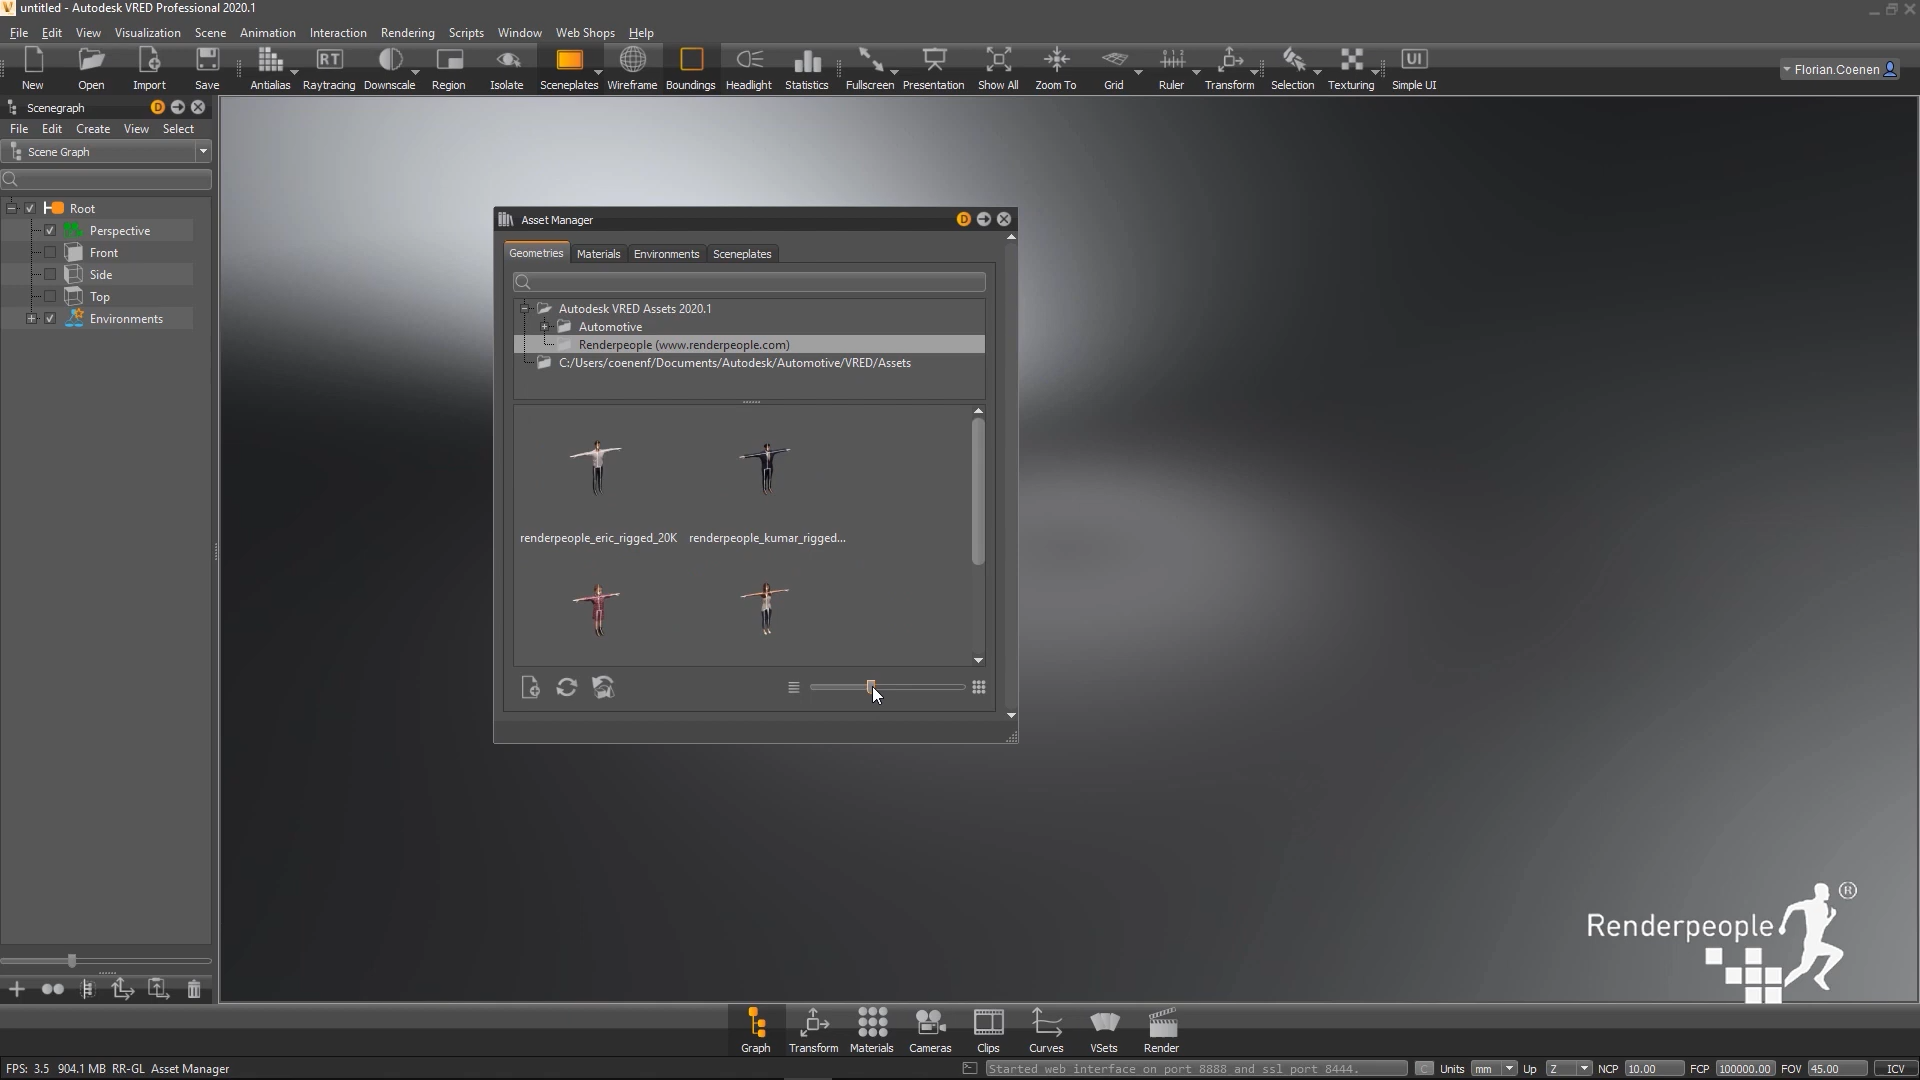 untitled - Autodesk VRED Professional 2020.1
File Edit View Visualization Scene Animation Interaction Rendering Scripts Window Web Shops Help
RT UI
New Open Import Save Antialias Raytracing Downscale Region Isolate Sceneplates Wireframe Boundings Headlight Statistics Fullscreen Presentation Show All Zoom To Grid Ruler Transform Selection Texturing Simple UI
Florian.Coenen
Scenegraph D
File Edit Create View Select
Scene Graph
Root
Perspective
Front
Side
Top
Environments
Asset Manager D
Geometries Materials Environments Sceneplates
Autodesk VRED Assets 2020.1
Automotive
Renderpeople (www.renderpeople.com)
C:/Users/coenenf/Documents/Autodesk/Automotive/VRED/Assets
renderpeople_eric_rigged_20K renderpeople_kumar_rigged...
Renderpeople ®
Graph Transform Materials Cameras Clips Curves VSets Render
FPS: 3.5 904.1 MB RR-GL Asset Manager
Started web interface on port 8888 and ssl port 8444. C Units mm Up Z NCP 10.00 FCP 100000.00 FOV 45.00 ICV